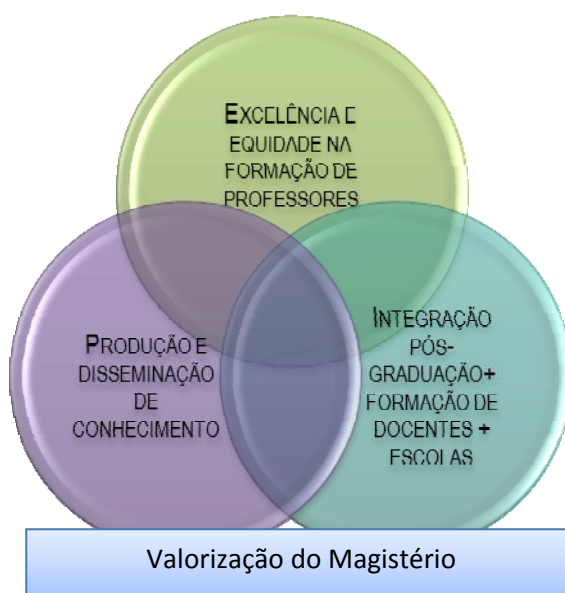 EXCELÊNCIA E
EQUIDADE NA
FORMAÇÃO DE
PROFESSORES
PRODUÇÃO E
DISSEMINAÇÃO
DE
CONHECIMENTO
INTEGRAÇÃO
PÓS-
GRADUAÇÃO+
FORMAÇÃO DE
DOCENTES +
ESCOLAS
Valorização do Magistério